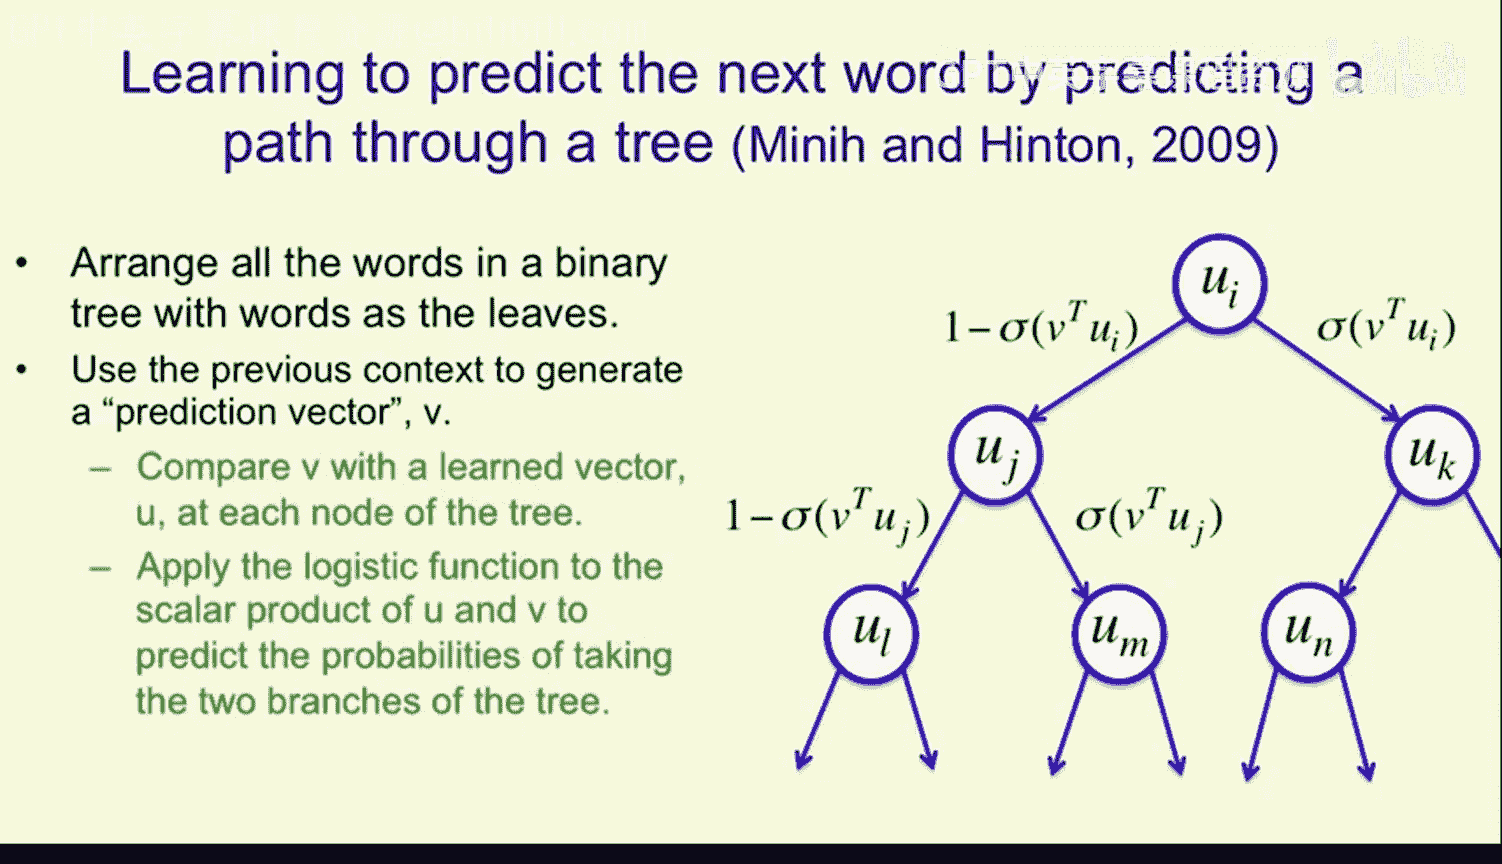 Learning to predict the next word by predicting a
path through a tree (Minih and Hinton, 2009)
• Arrange all the words in a binary
tree with words as the leaves.
• Use the previous context to generate
a “prediction vector”, v.
– Compare v with a learned vector,
u, at each node of the tree.
– Apply the logistic function to the
scalar product of u and v to
predict the probabilities of taking
the two branches of the tree.
u_i
1−σ(v^T u_i)
σ(v^T u_i)
u_j
u_k
1−σ(v^T u_j)
σ(v^T u_j)
u_l
u_m
u_n